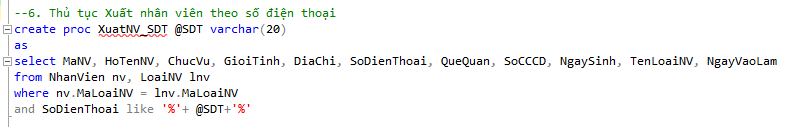 --6. Thủ tục Xuất nhân viên theo số điện thoại
create proc XuatNV_SDT @SDT varchar(20)
as
select MaNV, HoTenNV, ChucVu, GioiTinh, DiaChi, SoDienThoai, QueQuan, SoCCCD, NgaySinh, TenLoaiNV, NgayVaoLam
from NhanVien nv, LoaiNV lnv
where nv.MaLoaiNV = lnv.MaLoaiNV
and SoDienThoai like '%'+ @SDT+'%'